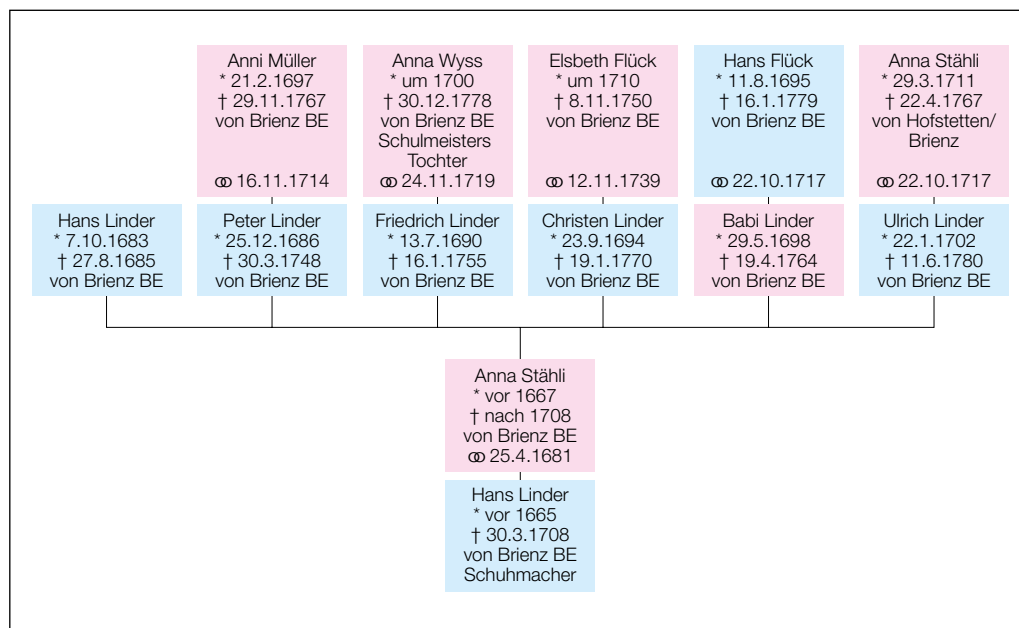 Anni Müller
* 21.2.1697
† 29.11.1767
von Brienz BE
⚭ 16.11.1714
Anna Wyss
* um 1700
† 30.12.1778
von Brienz BE
Schulmeisters
Tochter
⚭ 24.11.1719
Elsbeth Flück
* um 1710
† 8.11.1750
von Brienz BE
⚭ 12.11.1739
Hans Flück
* 11.8.1695
† 16.1.1779
von Brienz BE
⚭ 22.10.1717
Anna Stähli
* 29.3.1711
† 22.4.1767
von Hofstetten/
Brienz
⚭ 22.10.1717
Hans Linder
* 7.10.1683
† 27.8.1685
von Brienz BE
Peter Linder
* 25.12.1686
† 30.3.1748
von Brienz BE
Friedrich Linder
* 13.7.1690
† 16.1.1755
von Brienz BE
Christen Linder
* 23.9.1694
† 19.1.1770
von Brienz BE
Babi Linder
* 29.5.1698
† 19.4.1764
von Brienz BE
Ulrich Linder
* 22.1.1702
† 11.6.1780
von Brienz BE
Anna Stähli
* vor 1667
† nach 1708
von Brienz BE
⚭ 25.4.1681
Hans Linder
* vor 1665
† 30.3.1708
von Brienz BE
Schuhmacher